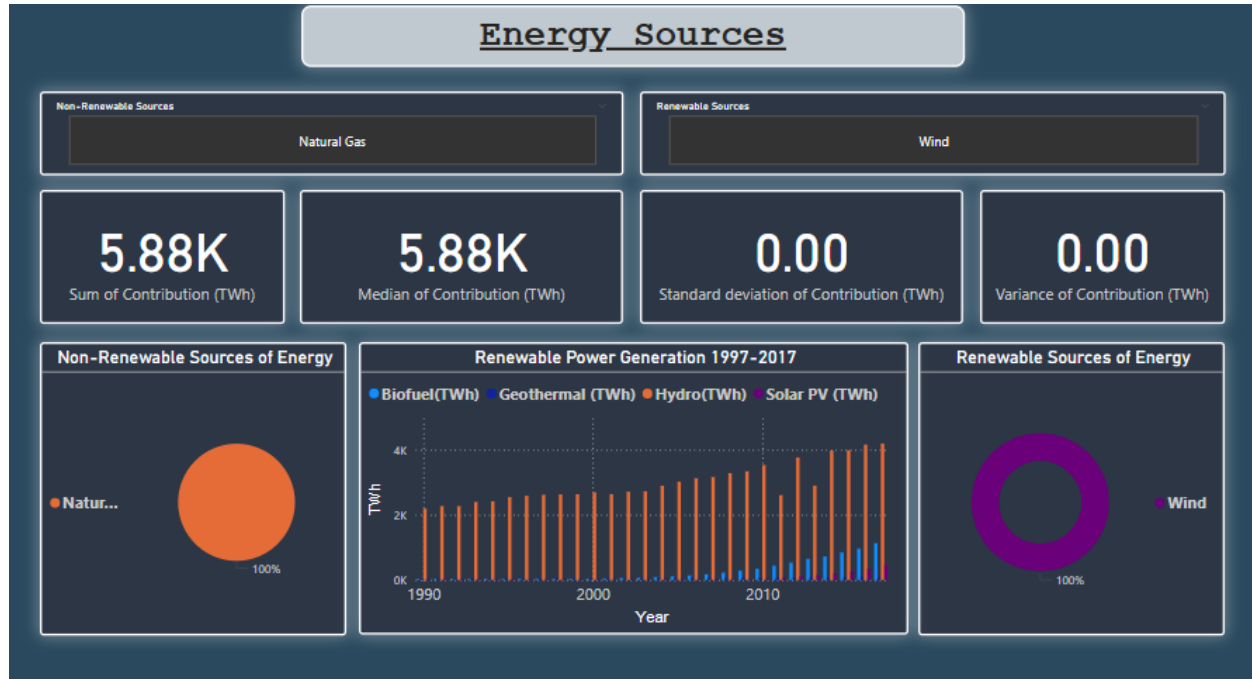 Energy Sources
Non-Renewable Sources
Natural Gas
Renewable Sources
Wind
5.88K
Sum of Contribution (TWh)
5.88K
Median of Contribution (TWh)
0.00
Standard deviation of Contribution (TWh)
0.00
Variance of Contribution (TWh)
Non-Renewable Sources of Energy
Natur...
100%
Renewable Power Generation 1997-2017
Biofuel(TWh) Geothermal (TWh) Hydro(TWh) Solar PV (TWh)
TWh
4K
2K
0K
1990 2000 2010
Year
Renewable Sources of Energy
Wind
100%